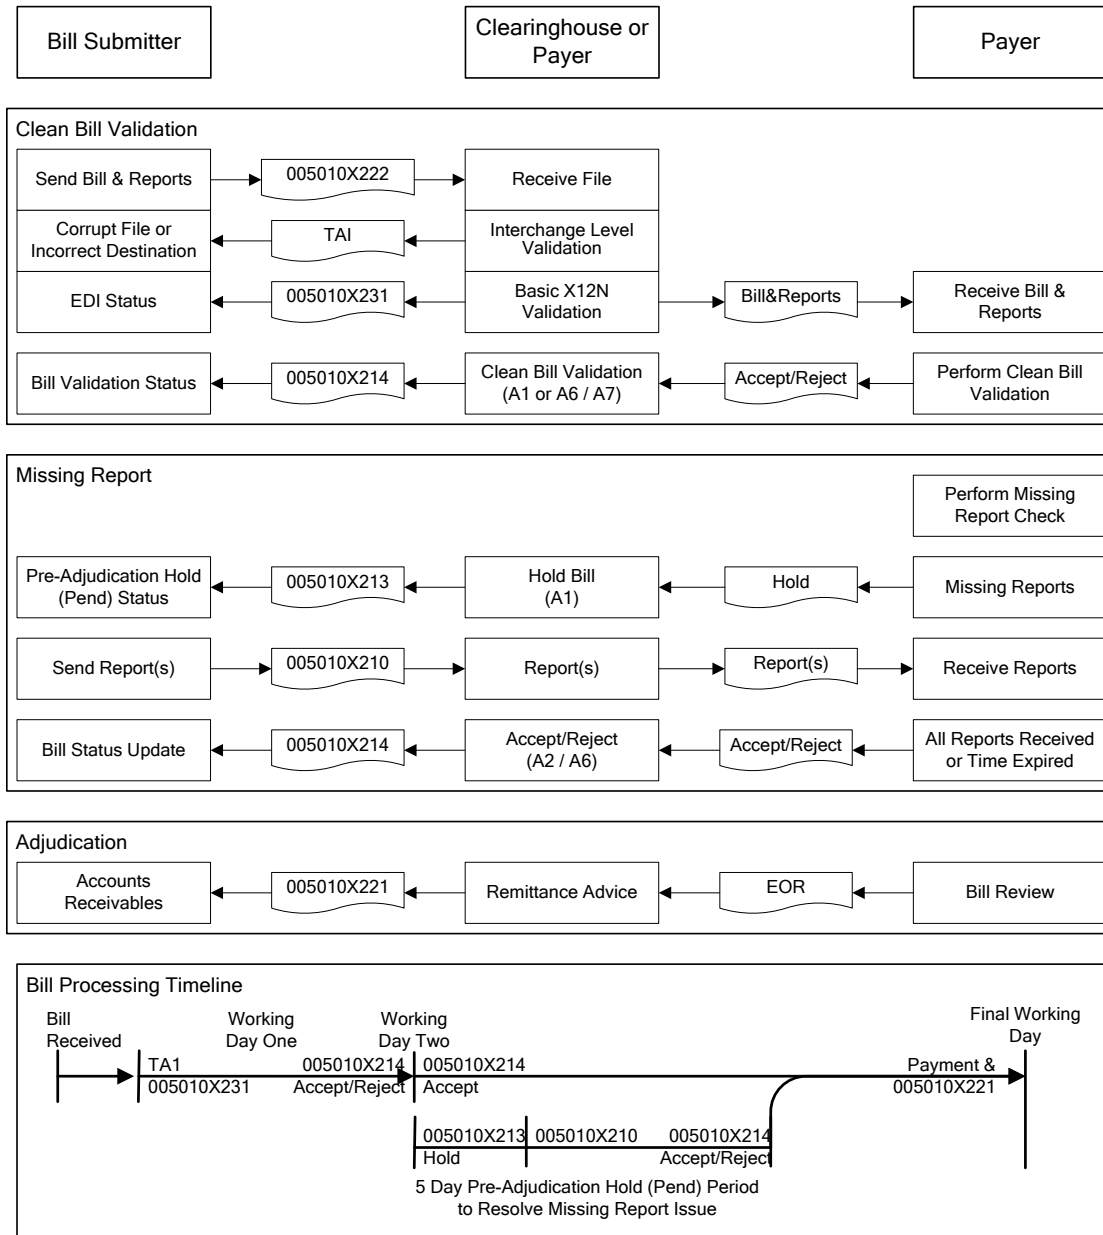 Bill Submitter
Clearinghouse or
Payer
Payer
Clean Bill Validation
Send Bill & Reports
005010X222
Receive File
Corrupt File or
Incorrect Destination
TAI
Interchange Level
Validation
EDI Status
005010X231
Basic X12N
Validation
Bill&Reports
Receive Bill &
Reports
Bill Validation Status
005010X214
Clean Bill Validation
(A1 or A6 / A7)
Accept/Reject
Perform Clean Bill
Validation
Missing Report
Perform Missing
Report Check
Pre-Adjudication Hold
(Pend) Status
005010X213
Hold Bill
(A1)
Hold
Missing Reports
Send Report(s)
005010X210
Report(s)
Report(s)
Receive Reports
Bill Status Update
005010X214
Accept/Reject
(A2 / A6)
Accept/Reject
All Reports Received
or Time Expired
Adjudication
Accounts
Receivables
005010X221
Remittance Advice
EOR
Bill Review
Bill Processing Timeline
Bill
Received
Working
Day One
Working
Day Two
Final Working
Day
TA1
005010X231
005010X214
Accept/Reject
005010X214
Accept
Payment &
005010X221
005010X213
Hold
005010X210
005010X214
Accept/Reject
5 Day Pre-Adjudication Hold (Pend) Period
to Resolve Missing Report Issue